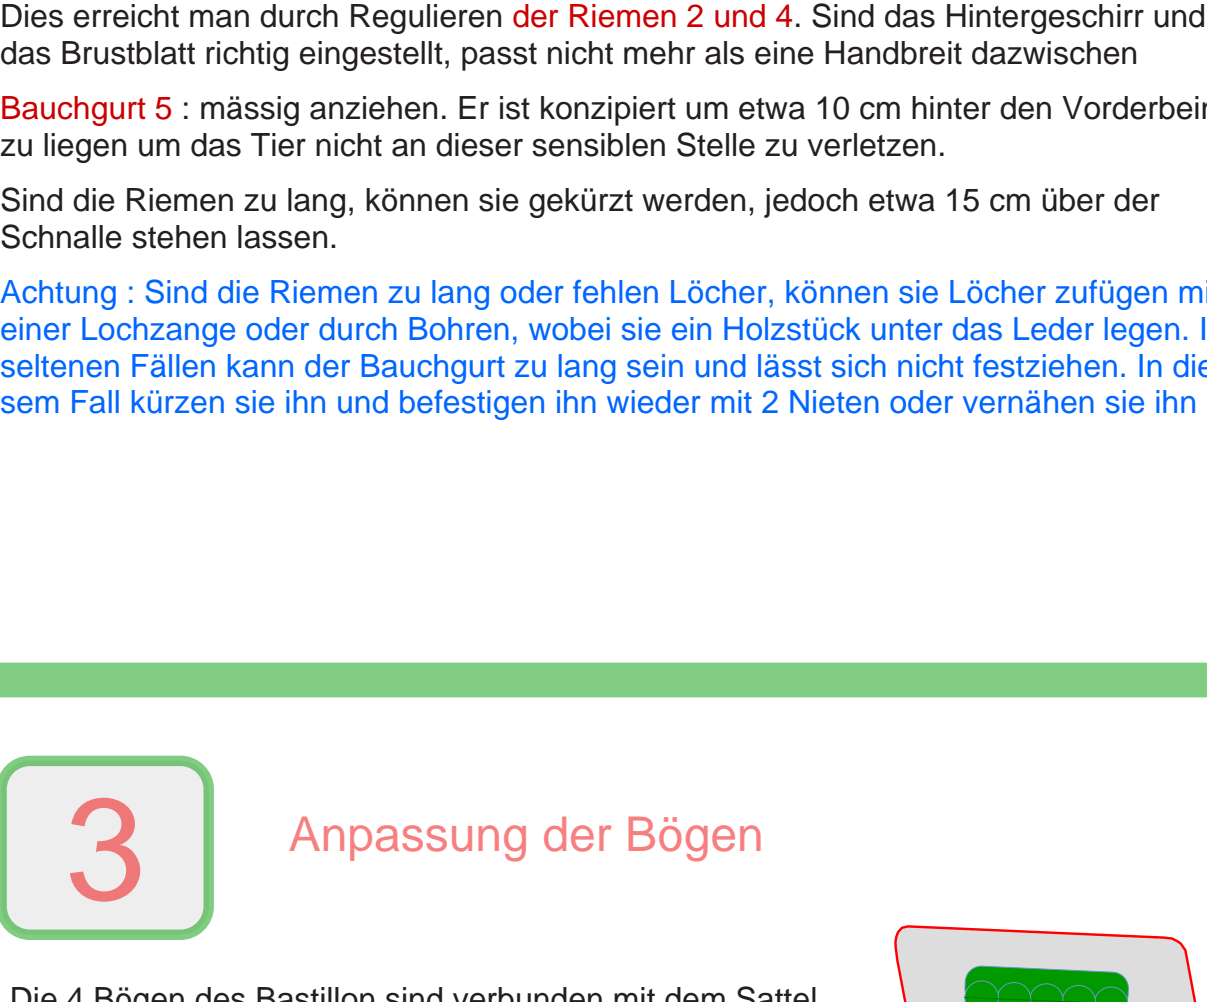 Dies erreicht man durch Regulieren der Riemen 2 und 4. Sind das Hintergeschirr und
das Brustblatt richtig eingestellt, passt nicht mehr als eine Handbreit dazwischen
Bauchgurt 5 : mässig anziehen. Er ist konzipiert um etwa 10 cm hinter den Vorderbein
zu liegen um das Tier nicht an dieser sensiblen Stelle zu verletzen.
Sind die Riemen zu lang, können sie gekürzt werden, jedoch etwa 15 cm über der
Schnalle stehen lassen.
Achtung : Sind die Riemen zu lang oder fehlen Löcher, können sie Löcher zufügen mi
einer Lochzange oder durch Bohren, wobei sie ein Holzstück unter das Leder legen. I
seltenen Fällen kann der Bauchgurt zu lang sein und lässt sich nicht festziehen. In die
sem Fall kürzen sie ihn und befestigen ihn wieder mit 2 Nieten oder vernähen sie ihn
3
Anpassung der Bögen
Die 4 Bögen des Bastillon sind verbunden mit dem Sattel